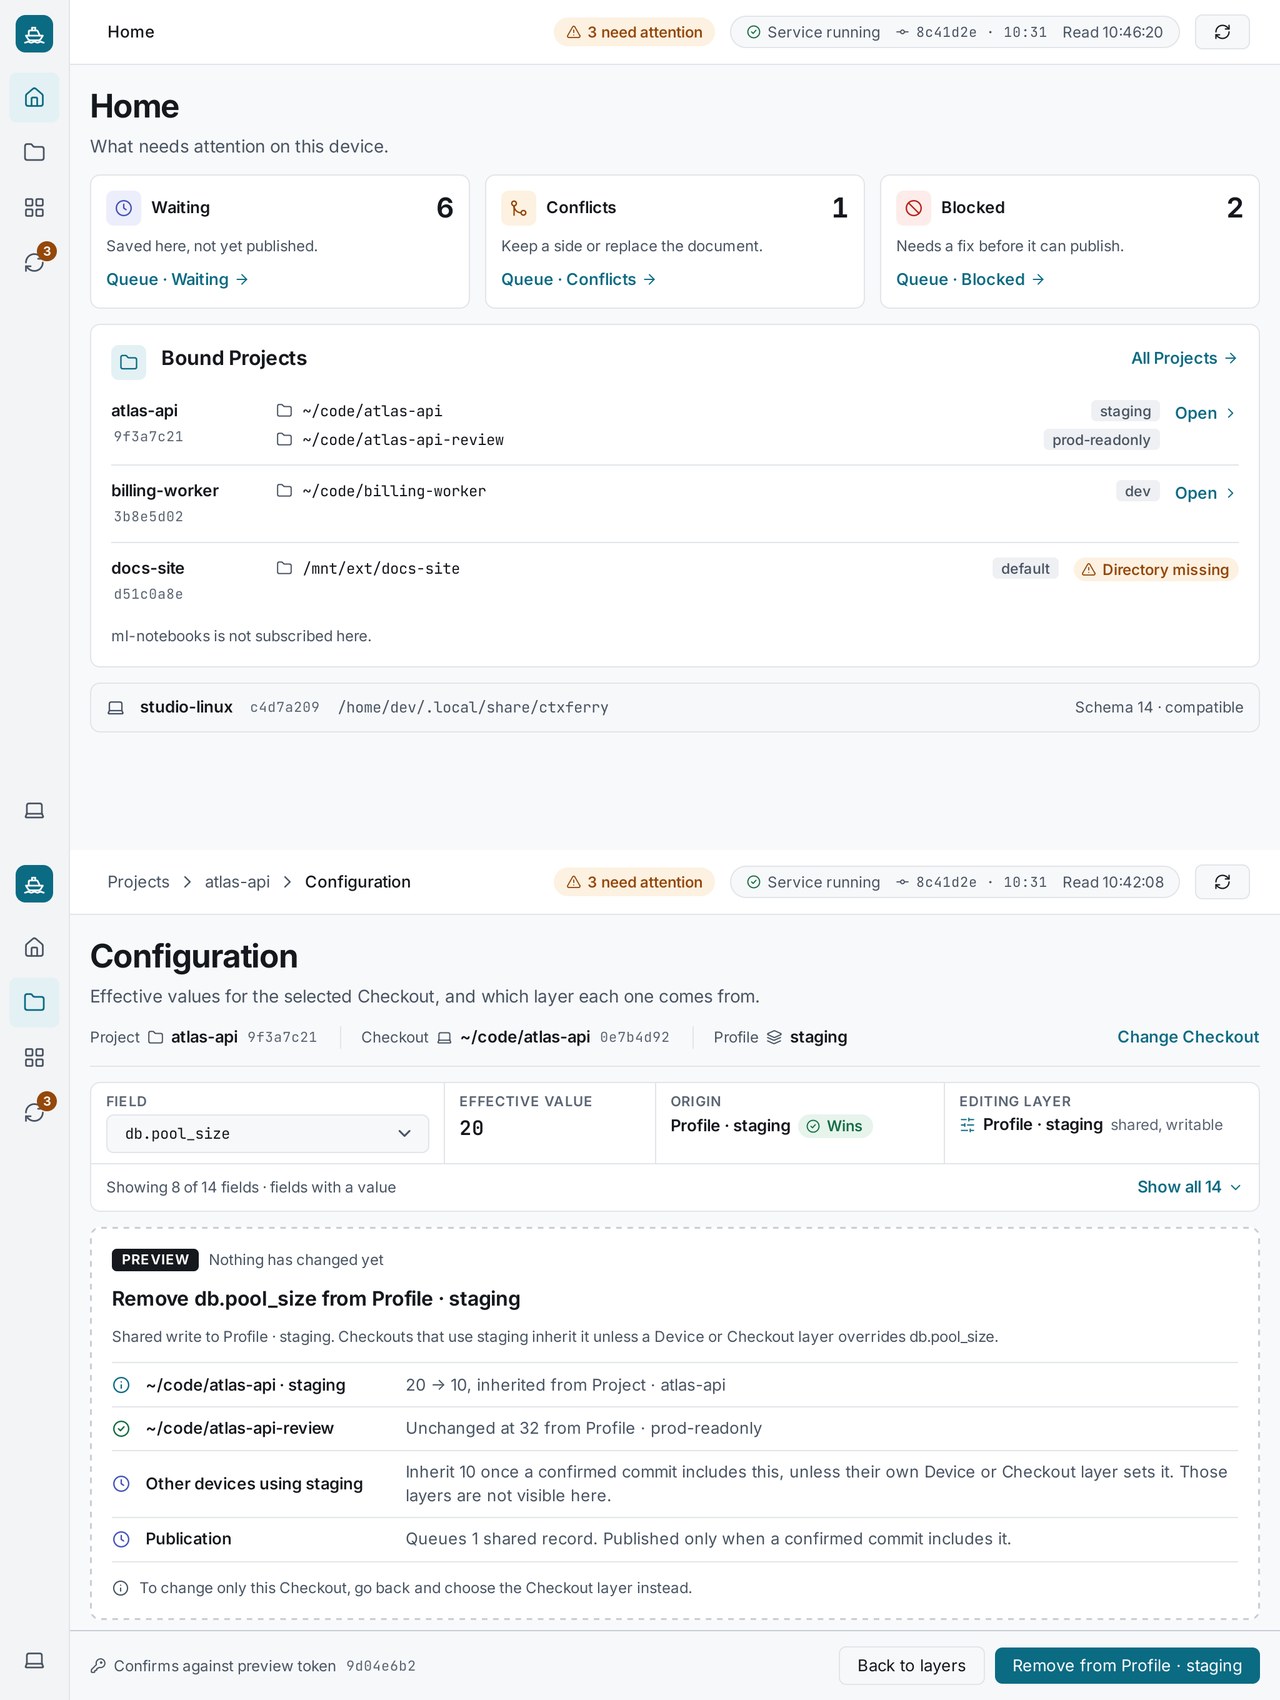 Home
3 need attention
Service running
8c41d2e · 10:31
Read 10:46:20
3
Home
What needs attention on this device.
Waiting
6
Saved here, not yet published.
Queue · Waiting →
Conflicts
1
Keep a side or replace the document.
Queue · Conflicts →
Blocked
2
Needs a fix before it can publish.
Queue · Blocked →
Bound Projects
All Projects →
atlas-api
9f3a7c21
~/code/atlas-api
~/code/atlas-api-review
staging
prod-readonly
Open
billing-worker
3b8e5d02
~/code/billing-worker
dev
Open
docs-site
d51c0a8e
/mnt/ext/docs-site
default
Directory missing
ml-notebooks is not subscribed here.
studio-linux c4d7a209 /home/dev/.local/share/ctxferry
Schema 14 · compatible
Projects > atlas-api > Configuration
3 need attention
Service running
8c41d2e · 10:31
Read 10:42:08
3
Configuration
Effective values for the selected Checkout, and which layer each one comes from.
Project atlas-api 9f3a7c21
Checkout ~/code/atlas-api 0e7b4d92
Profile staging
Change Checkout
FIELD
db.pool_size
EFFECTIVE VALUE
20
ORIGIN
Profile · staging Wins
EDITING LAYER
Profile · staging shared, writable
Showing 8 of 14 fields · fields with a value
Show all 14
PREVIEW Nothing has changed yet
Remove db.pool_size from Profile · staging
Shared write to Profile · staging. Checkouts that use staging inherit it unless a Device or Checkout layer overrides db.pool_size.
~/code/atlas-api · staging
20 → 10, inherited from Project · atlas-api
~/code/atlas-api-review
Unchanged at 32 from Profile · prod-readonly
Other devices using staging
Inherit 10 once a confirmed commit includes this, unless their own Device or Checkout layer sets it. Those
layers are not visible here.
Publication
Queues 1 shared record. Published only when a confirmed commit includes it.
To change only this Checkout, go back and choose the Checkout layer instead.
Confirms against preview token 9d04e6b2
Back to layers
Remove from Profile · staging